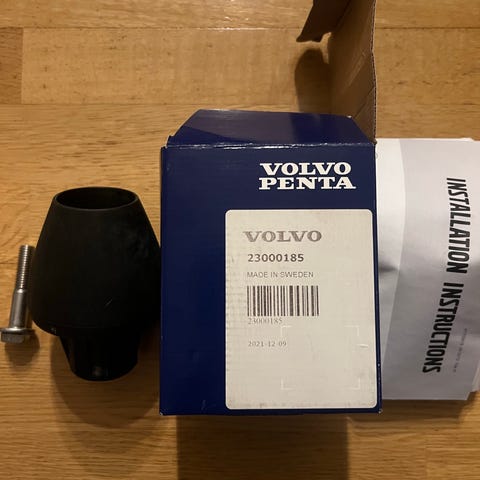 VOLVO
PENTA
VOLVO
23000185
MADE IN SWEDEN
23000185
2021-12-09
INSTALLATION INSTRUCTIONS